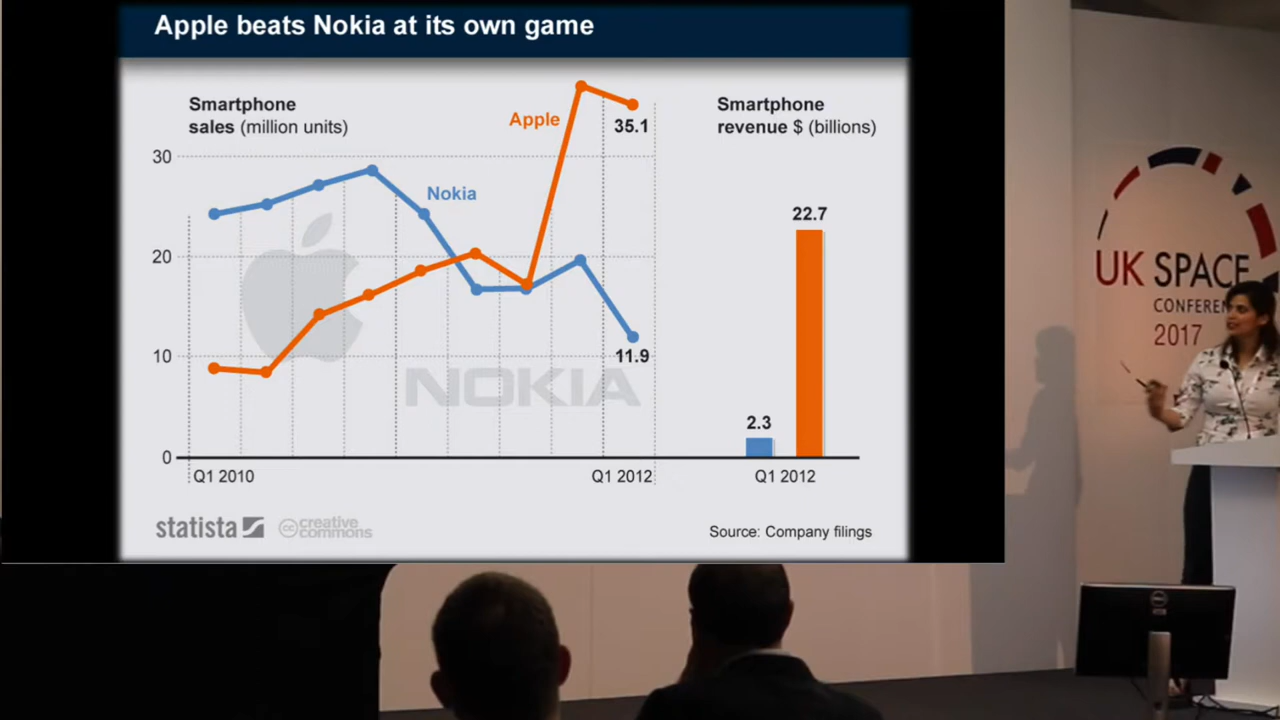 Apple beats Nokia at its own game
Smartphone
sales (million units)
Apple
35.1
Smartphone
revenue $ (billions)
30
Nokia
22.7
20
10
11.9
NOKIA
2.3
0
Q1 2010
Q1 2012
Q1 2012
statista
cc creative
commons
Source: Company filings
UK SPACE
2017
DELL